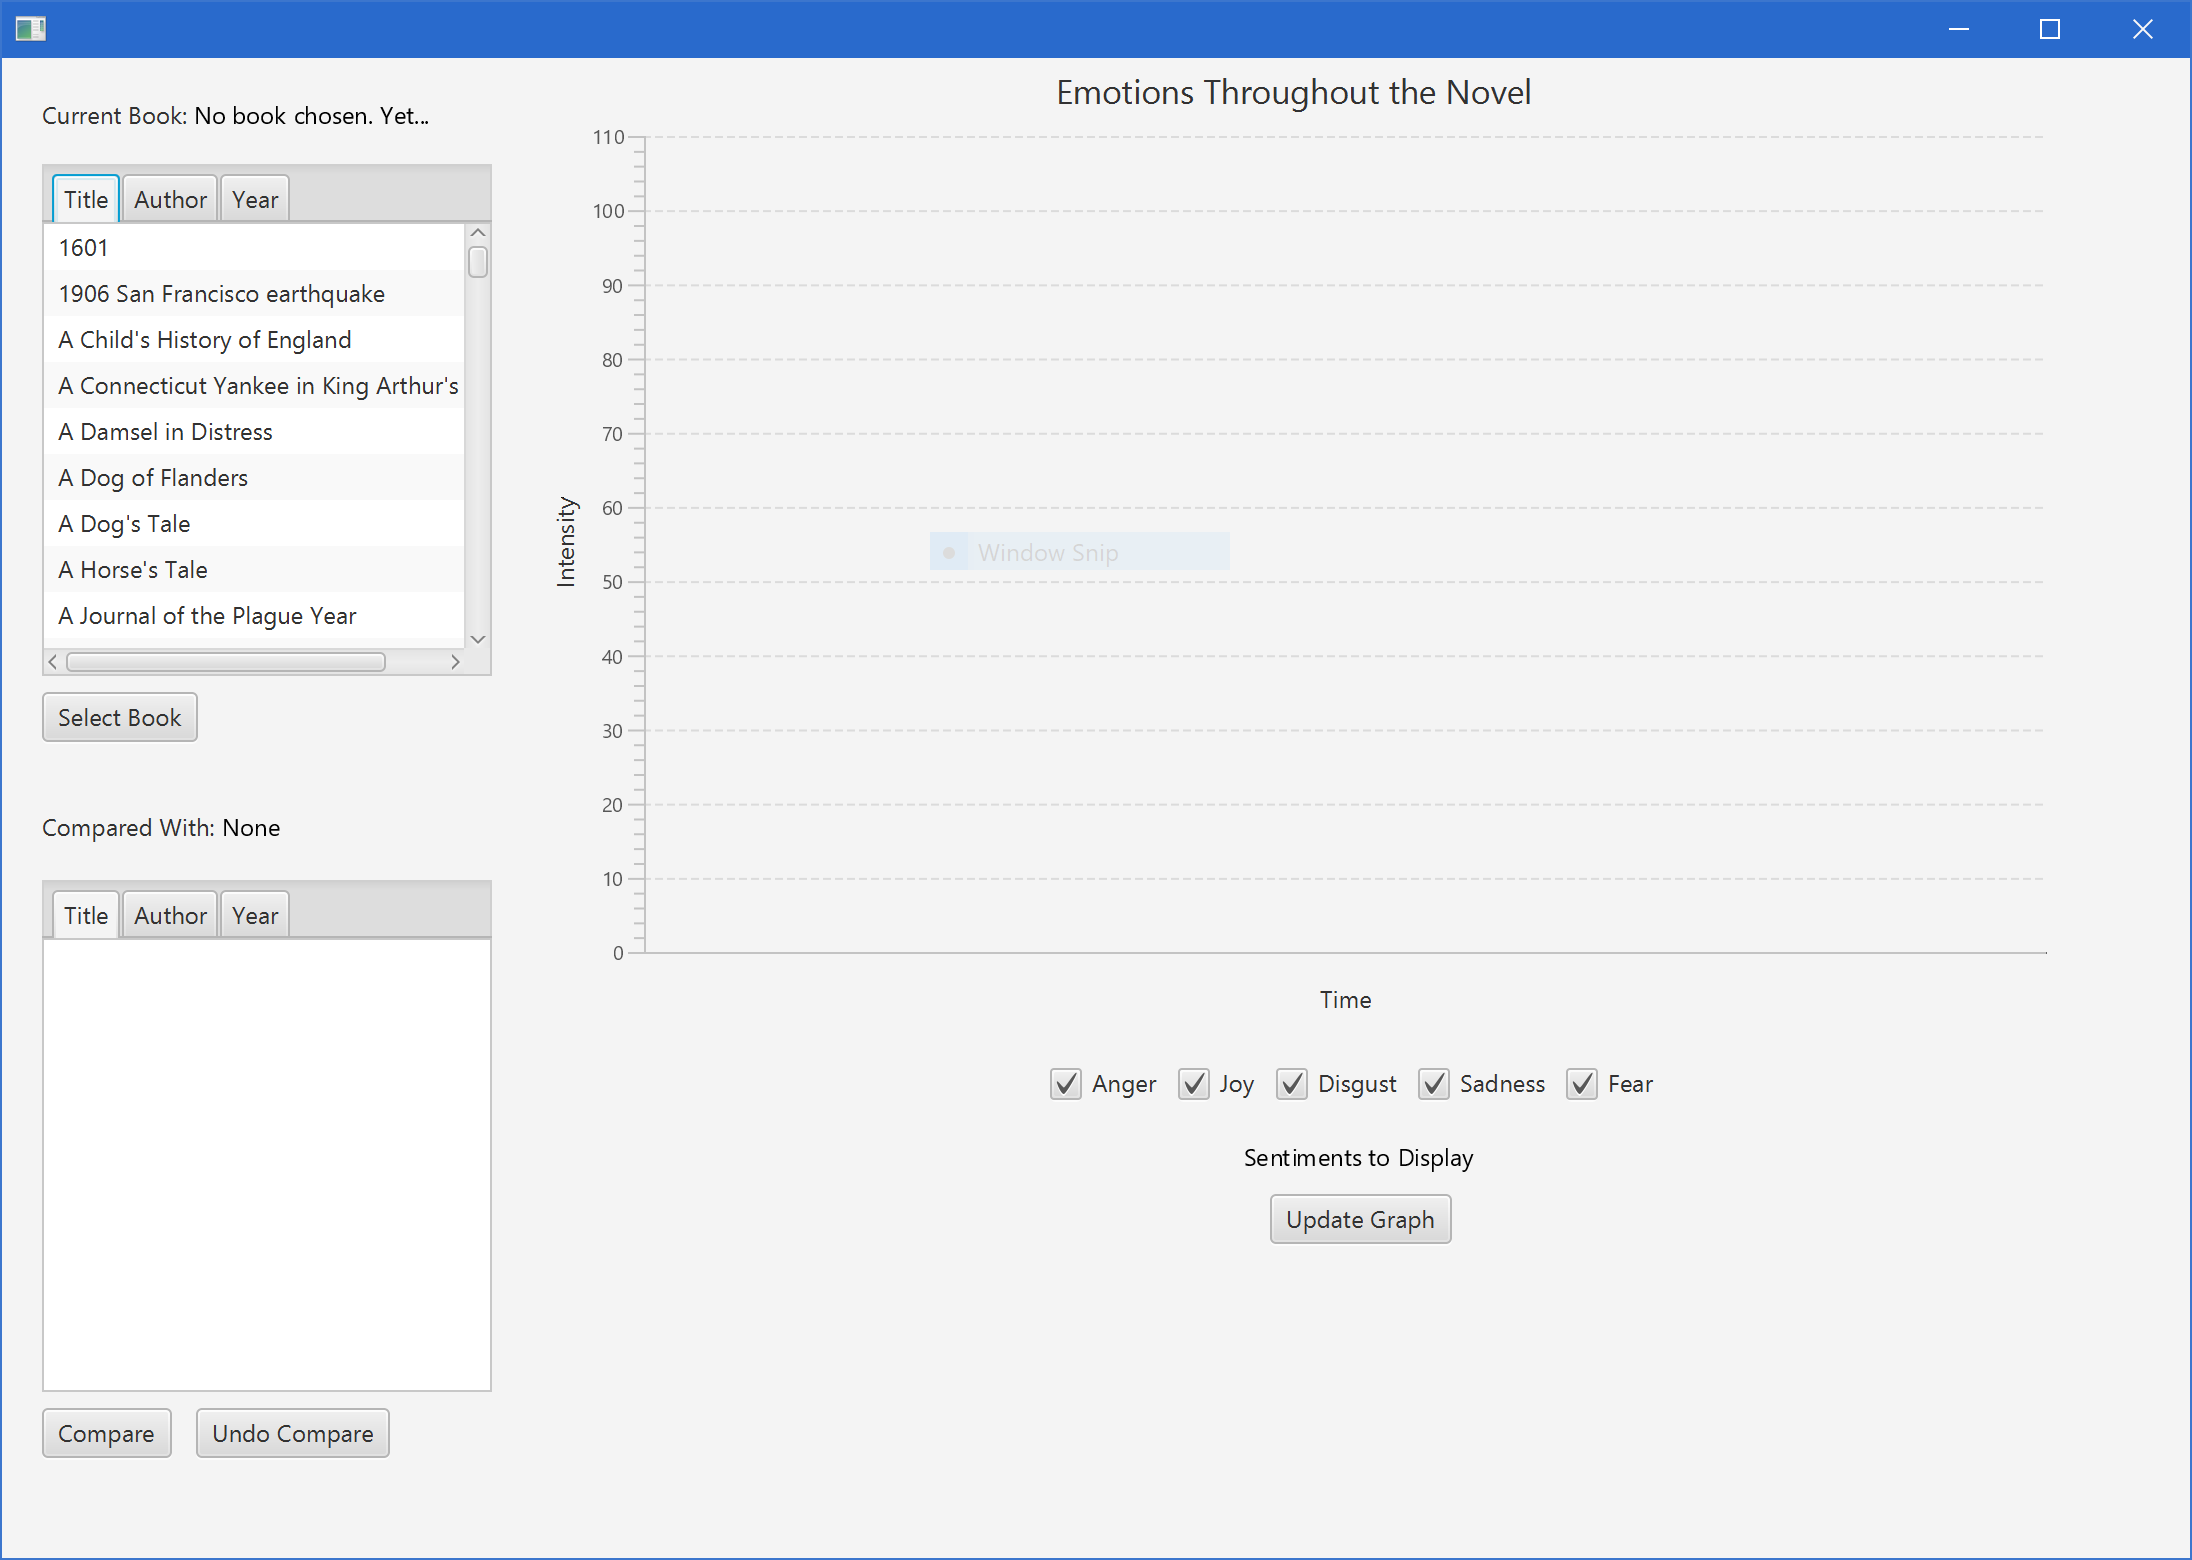 Current Book: No book chosen. Yet...
Title Author Year
1601
1906 San Francisco earthquake
A Child's History of England
A Connecticut Yankee in King Arthur's
A Damsel in Distress
A Dog of Flanders
A Dog's Tale
A Horse's Tale
A Journal of the Plague Year
Select Book
Compared With: None
Title Author Year
Compare Undo Compare
Emotions Throughout the Novel
110
100
90
80
70
60
50
40
30
20
10
0
Intensity
Window Snip
Time
Anger Joy Disgust Sadness Fear
Sentiments to Display
Update Graph